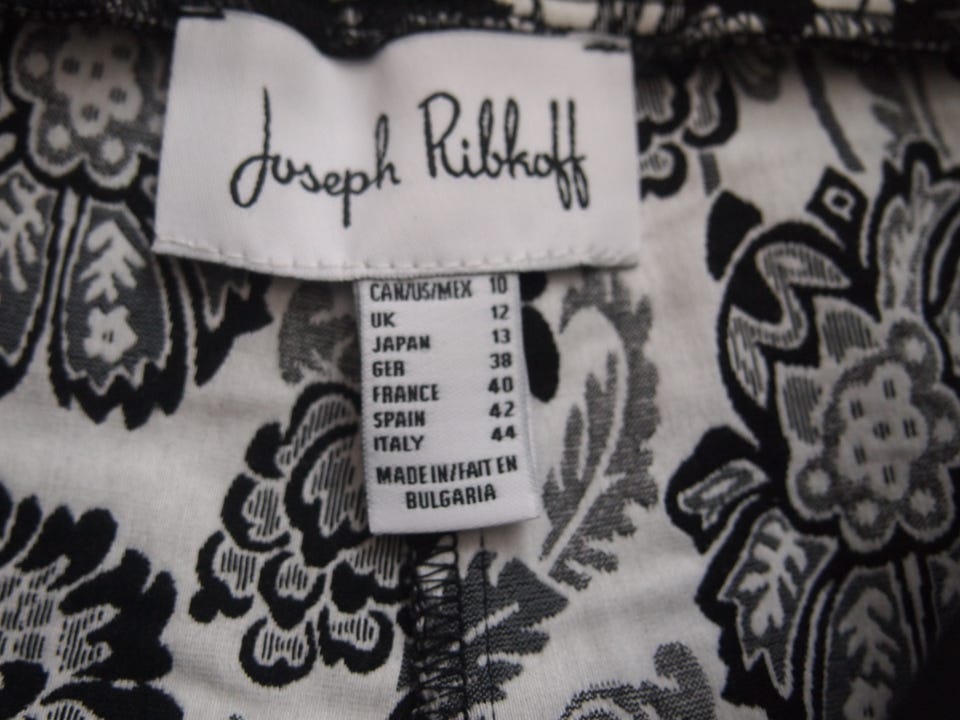 Joseph Ribkoff
CAN/US/MEX 10
UK 12
JAPAN 13
GER 38
FRANCE 40
SPAIN 42
ITALY 44
MADE IN/FAIT EN
BULGARIA